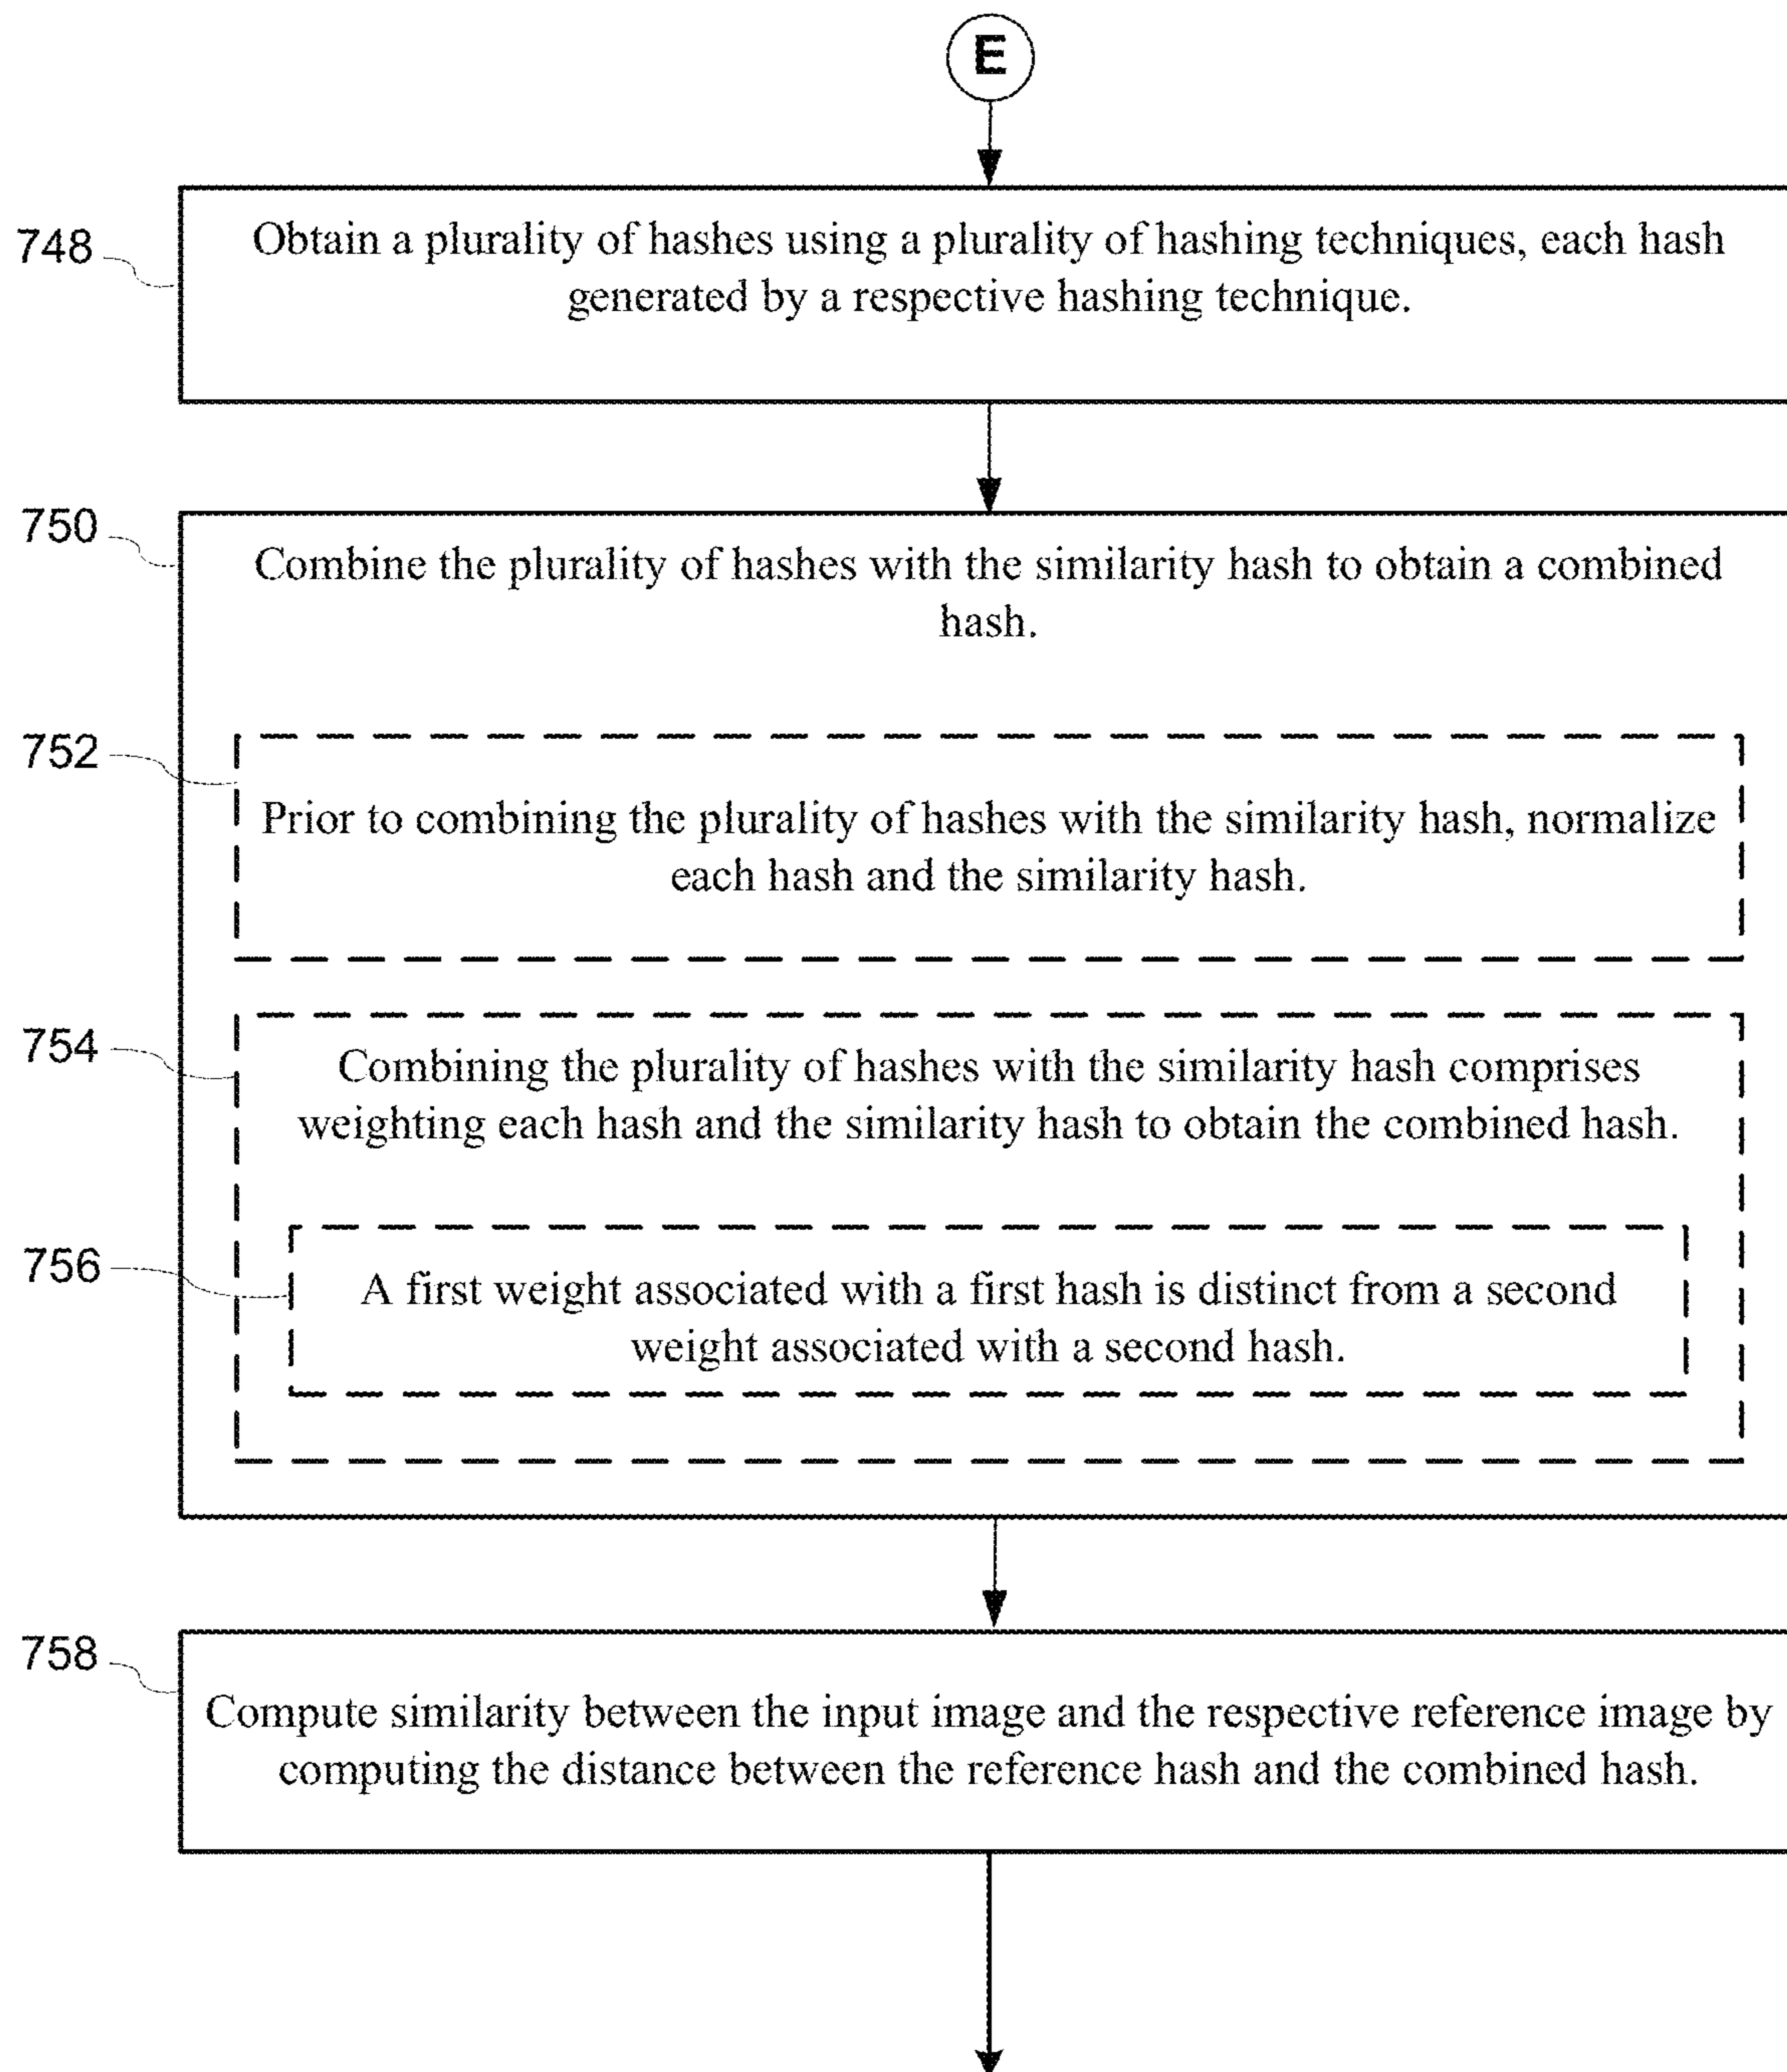 E
748
Obtain a plurality of hashes using a plurality of hashing techniques, each hash
generated by a respective hashing technique.
750
Combine the plurality of hashes with the similarity hash to obtain a combined
hash.
752
Prior to combining the plurality of hashes with the similarity hash, normalize
each hash and the similarity hash.
754
Combining the plurality of hashes with the similarity hash comprises
weighting each hash and the similarity hash to obtain the combined hash.
756
A first weight associated with a first hash is distinct from a second
weight associated with a second hash.
758
Compute similarity between the input image and the respective reference image by
computing the distance between the reference hash and the combined hash.